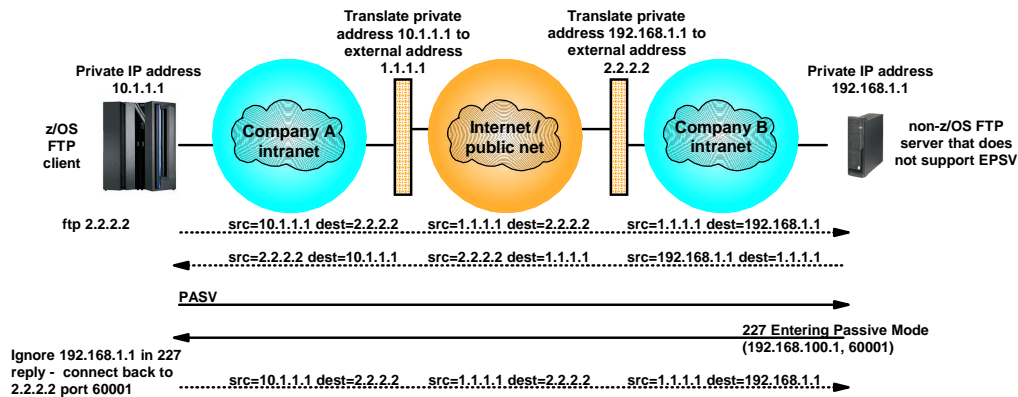 Translate private
address 10.1.1.1 to
external address
1.1.1.1
Translate private
address 192.168.1.1 to
external address
2.2.2.2
Private IP address
10.1.1.1
Private IP address
192.168.1.1
z/OS
FTP
client
Company A
intranet
Internet /
public net
Company B
intranet
non-z/OS FTP
server that does
not support EPSV
ftp 2.2.2.2
src=10.1.1.1 dest=2.2.2.2
src=1.1.1.1 dest=2.2.2.2
src=1.1.1.1 dest=192.168.1.1
src=2.2.2.2 dest=10.1.1.1
src=2.2.2.2 dest=1.1.1.1
src=192.168.1.1 dest=1.1.1.1
PASV
227 Entering Passive Mode
(192.168.100.1, 60001)
Ignore 192.168.1.1 in 227
reply - connect back to
2.2.2.2 port 60001
src=10.1.1.1 dest=2.2.2.2
src=1.1.1.1 dest=2.2.2.2
src=1.1.1.1 dest=192.168.1.1